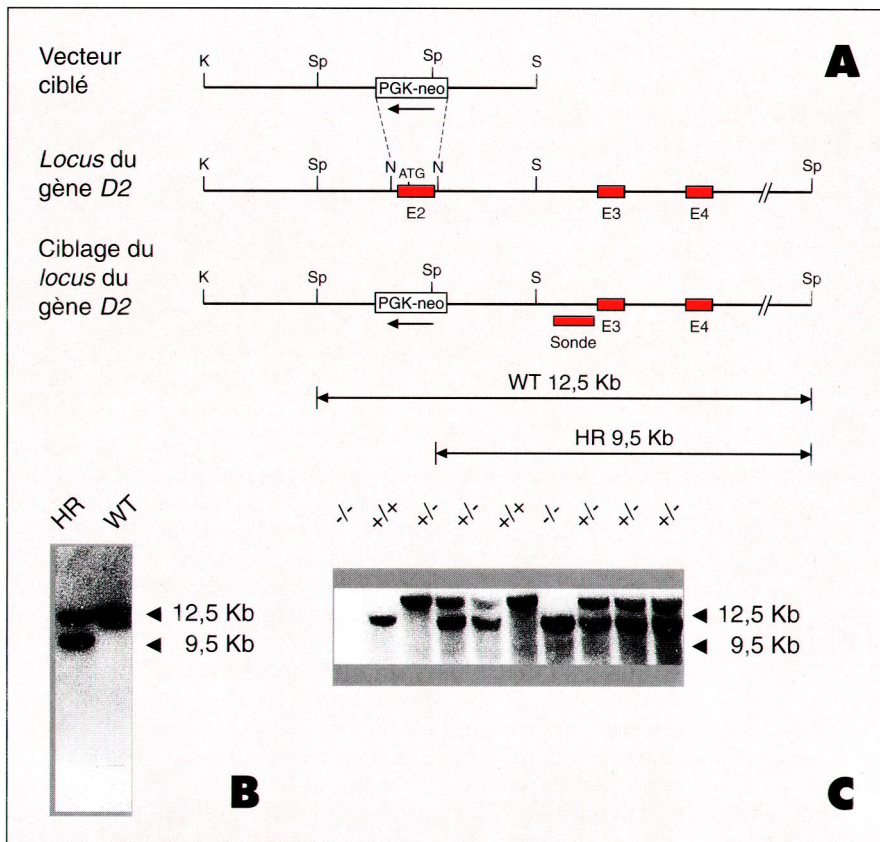 A
Vecteur ciblé
K Sp Sp S
PGK-neo
Locus du gène D2
K Sp N ATG N S Sp
E2 E3 E4
Ciblage du locus du gène D2
K Sp Sp S Sp
PGK-neo E3 E4
Sonde
WT 12,5 Kb
HR 9,5 Kb
HR WT
12,5 Kb
9,5 Kb
B
-/- +/+ +/- +/- +/+ -/- +/- +/- +/-
12,5 Kb
9,5 Kb
C